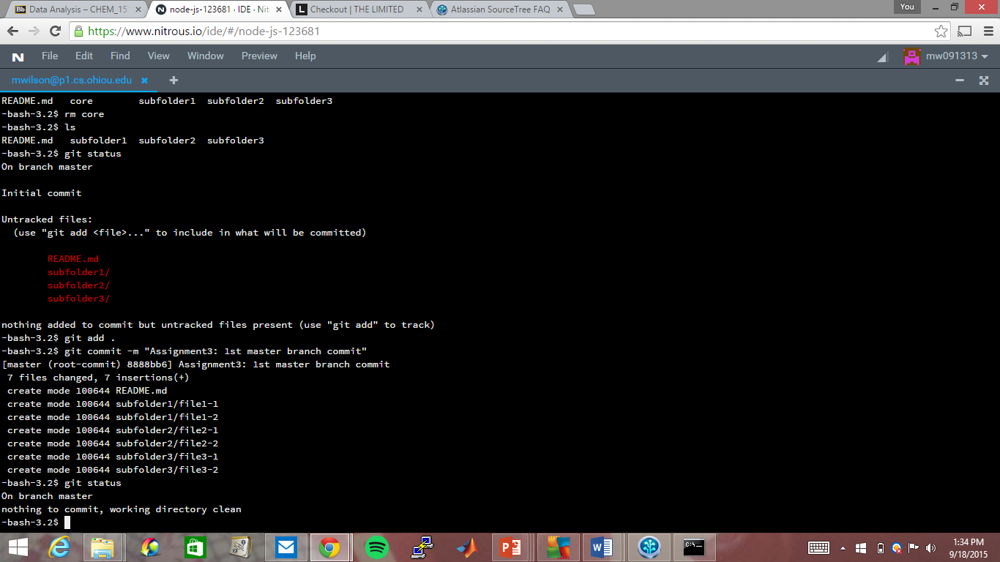 Bb Data Analysis – CHEM_15
node-js-123681 · IDE · Nit
L Checkout | THE LIMITED
Atlassian SourceTree FAQ
You
https://www.nitrous.io/ide/#/node-js-123681
N File Edit Find View Window Preview Help
mw091313
mwilson@p1.cs.ohiou.edu
README.md core subfolder1 subfolder2 subfolder3
-bash-3.2$ rm core
-bash-3.2$ ls
README.md subfolder1 subfolder2 subfolder3
-bash-3.2$ git status
On branch master
Initial commit
Untracked files:
(use "git add <file>..." to include in what will be committed)
README.md
subfolder1/
subfolder2/
subfolder3/
nothing added to commit but untracked files present (use "git add" to track)
-bash-3.2$ git add .
-bash-3.2$ git commit -m "Assignment3: 1st master branch commit"
[master (root-commit) 8888bb6] Assignment3: 1st master branch commit
7 files changed, 7 insertions(+)
create mode 100644 README.md
create mode 100644 subfolder1/file1-1
create mode 100644 subfolder1/file1-2
create mode 100644 subfolder2/file2-1
create mode 100644 subfolder2/file2-2
create mode 100644 subfolder3/file3-1
create mode 100644 subfolder3/file3-2
-bash-3.2$ git status
On branch master
nothing to commit, working directory clean
-bash-3.2$
1:34 PM
9/18/2015